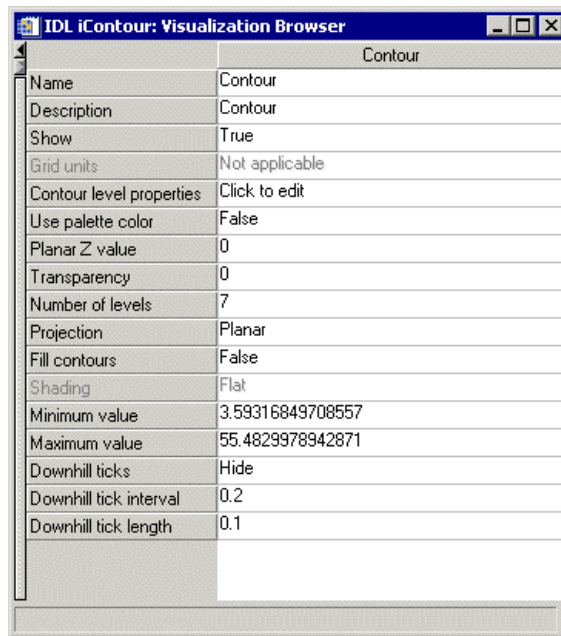 IDL iContour: Visualization Browser
Contour
Name Contour
Description Contour
Show True
Grid units Not applicable
Contour level properties Click to edit
Use palette color False
Planar Z value 0
Transparency 0
Number of levels 7
Projection Planar
Fill contours False
Shading Flat
Minimum value 3.59316849708557
Maximum value 55.4829978942871
Downhill ticks Hide
Downhill tick interval 0.2
Downhill tick length 0.1